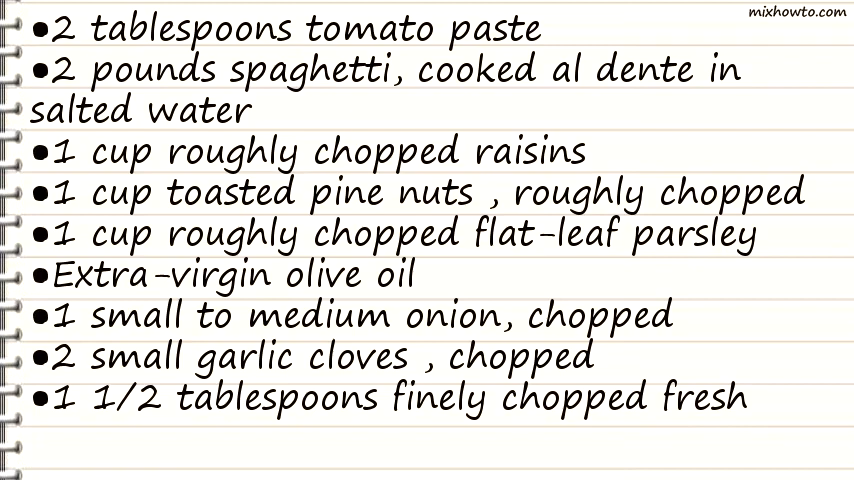 mixhowto.com
•2 tablespoons tomato paste
•2 pounds spaghetti, cooked al dente in
salted water
•1 cup roughly chopped raisins
•1 cup toasted pine nuts , roughly chopped
•1 cup roughly chopped flat-leaf parsley
•Extra-virgin olive oil
•1 small to medium onion, chopped
•2 small garlic cloves , chopped
•1 1/2 tablespoons finely chopped fresh